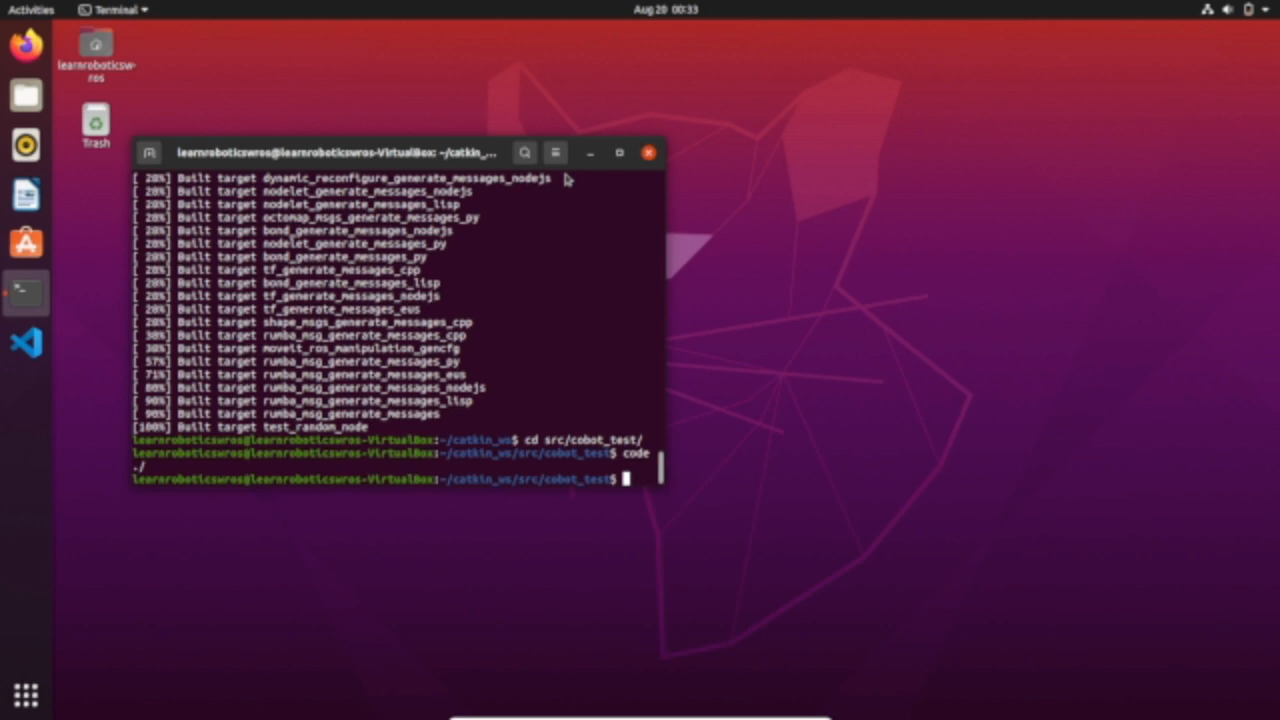 Activities
Terminal
Aug 20 00:33
learnroboticsw-
ros
Trash
learnroboticswros@learnroboticswros-VirtualBox: ~/catkin_...
[ 28%] Built target dynamic_reconfigure_generate_messages_nodejs
[ 28%] Built target nodelet_generate_messages_nodejs
[ 28%] Built target nodelet_generate_messages_lisp
[ 28%] Built target octomap_msgs_generate_messages_py
[ 28%] Built target bond_generate_messages_nodejs
[ 28%] Built target nodelet_generate_messages_py
[ 28%] Built target bond_generate_messages_py
[ 28%] Built target tf_generate_messages_cpp
[ 28%] Built target bond_generate_messages_lisp
[ 28%] Built target tf_generate_messages_nodejs
[ 28%] Built target tf_generate_messages_eus
[ 28%] Built target shape_msgs_generate_messages_cpp
[ 38%] Built target rumba_msg_generate_messages_cpp
[ 38%] Built target moveit_ros_manipulation_gencfg
[ 57%] Built target rumba_msg_generate_messages_py
[ 71%] Built target rumba_msg_generate_messages_eus
[ 80%] Built target rumba_msg_generate_messages_nodejs
[ 90%] Built target rumba_msg_generate_messages_lisp
[ 90%] Built target rumba_msg_generate_messages
[100%] Built target test_random_node
learnroboticswros@learnroboticswros-VirtualBox:~/catkin_ws$ cd src/cobot_test/
learnroboticswros@learnroboticswros-VirtualBox:~/catkin_ws/src/cobot_test$ code
./
learnroboticswros@learnroboticswros-VirtualBox:~/catkin_ws/src/cobot_test$